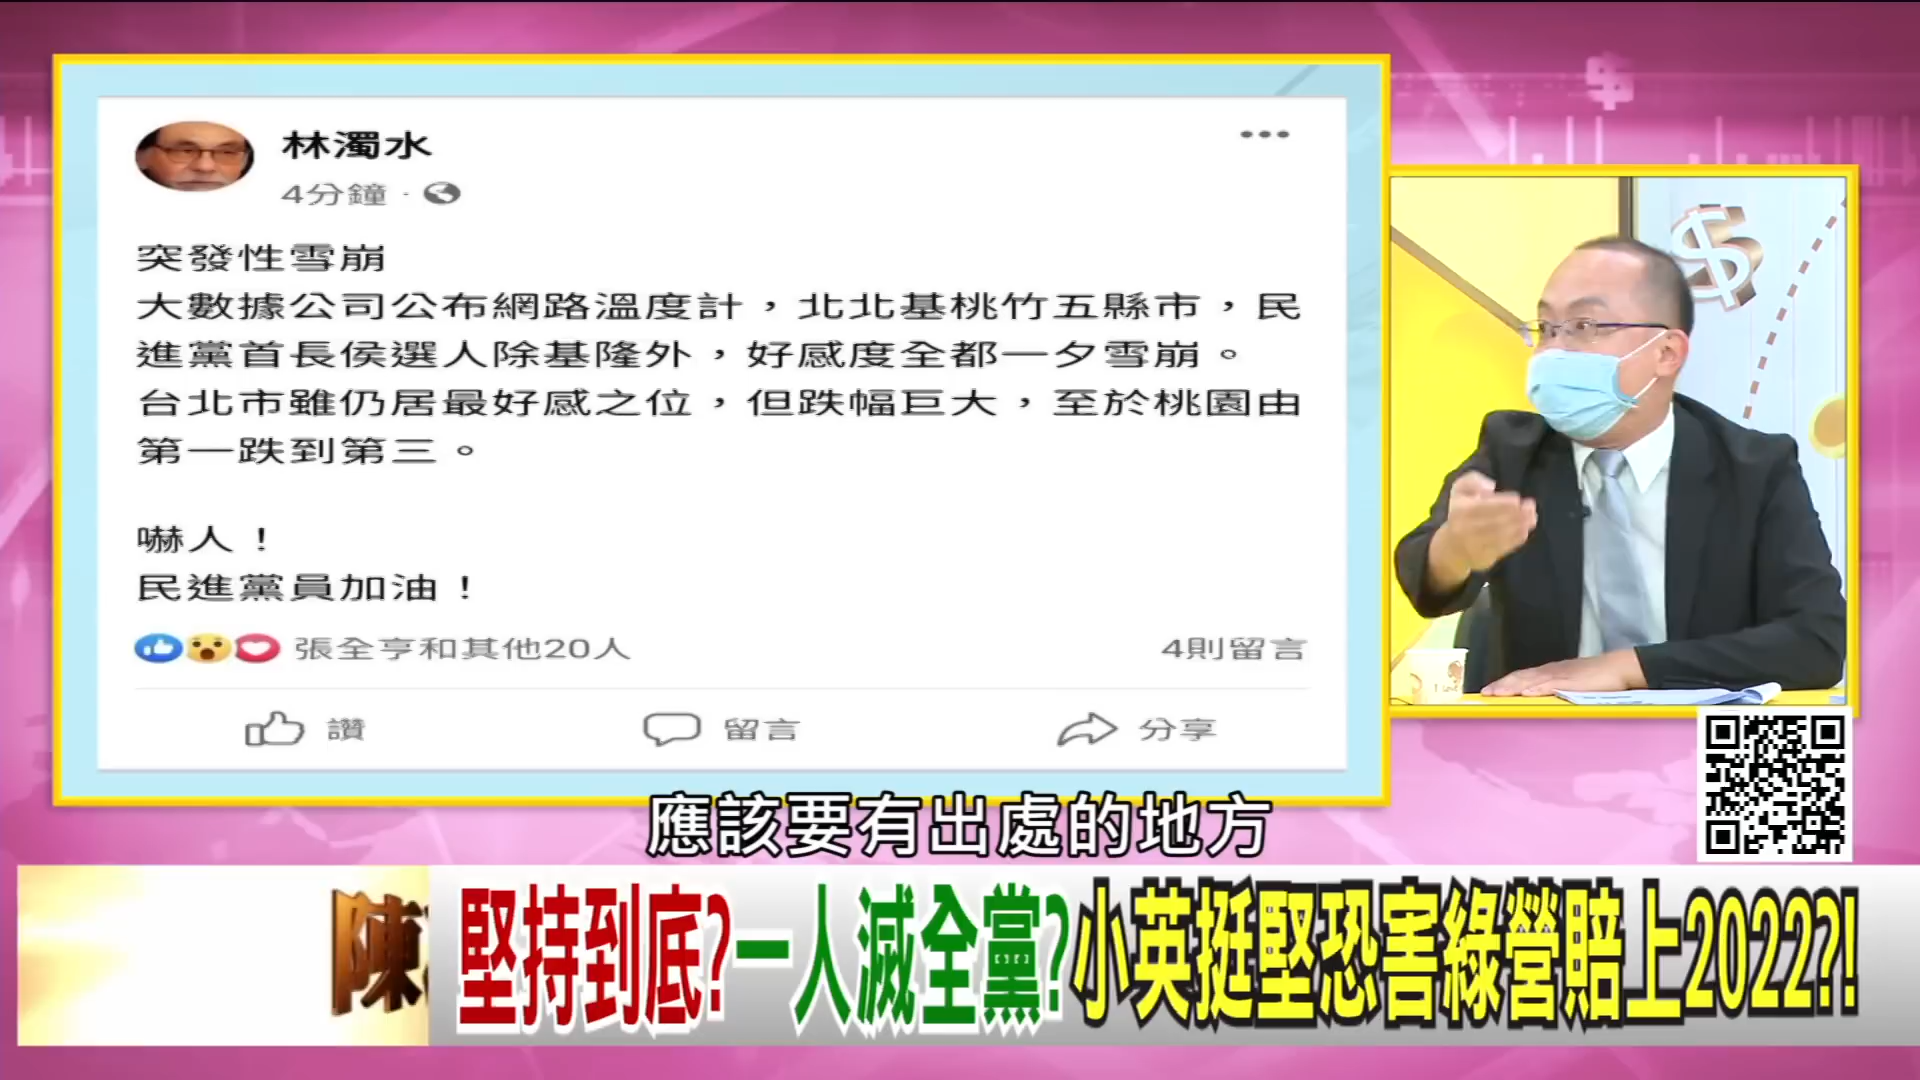 林濁水
4分鐘 ·
突發性雪崩
大數據公司公布網路溫度計，北北基桃竹五縣市，民
進黨首長侯選人除基隆外，好感度全都一夕雪崩。
台北市雖仍居最好感之位，但跌幅巨大，至於桃園由
第一跌到第三。
嚇人！
民進黨員加油！
張全亨和其他20人
4則留言
讚
留言
分享
應該要有出處的地方
陳
堅持到底?一人滅全黨?小英挺堅恐害綠營賠上2022?!